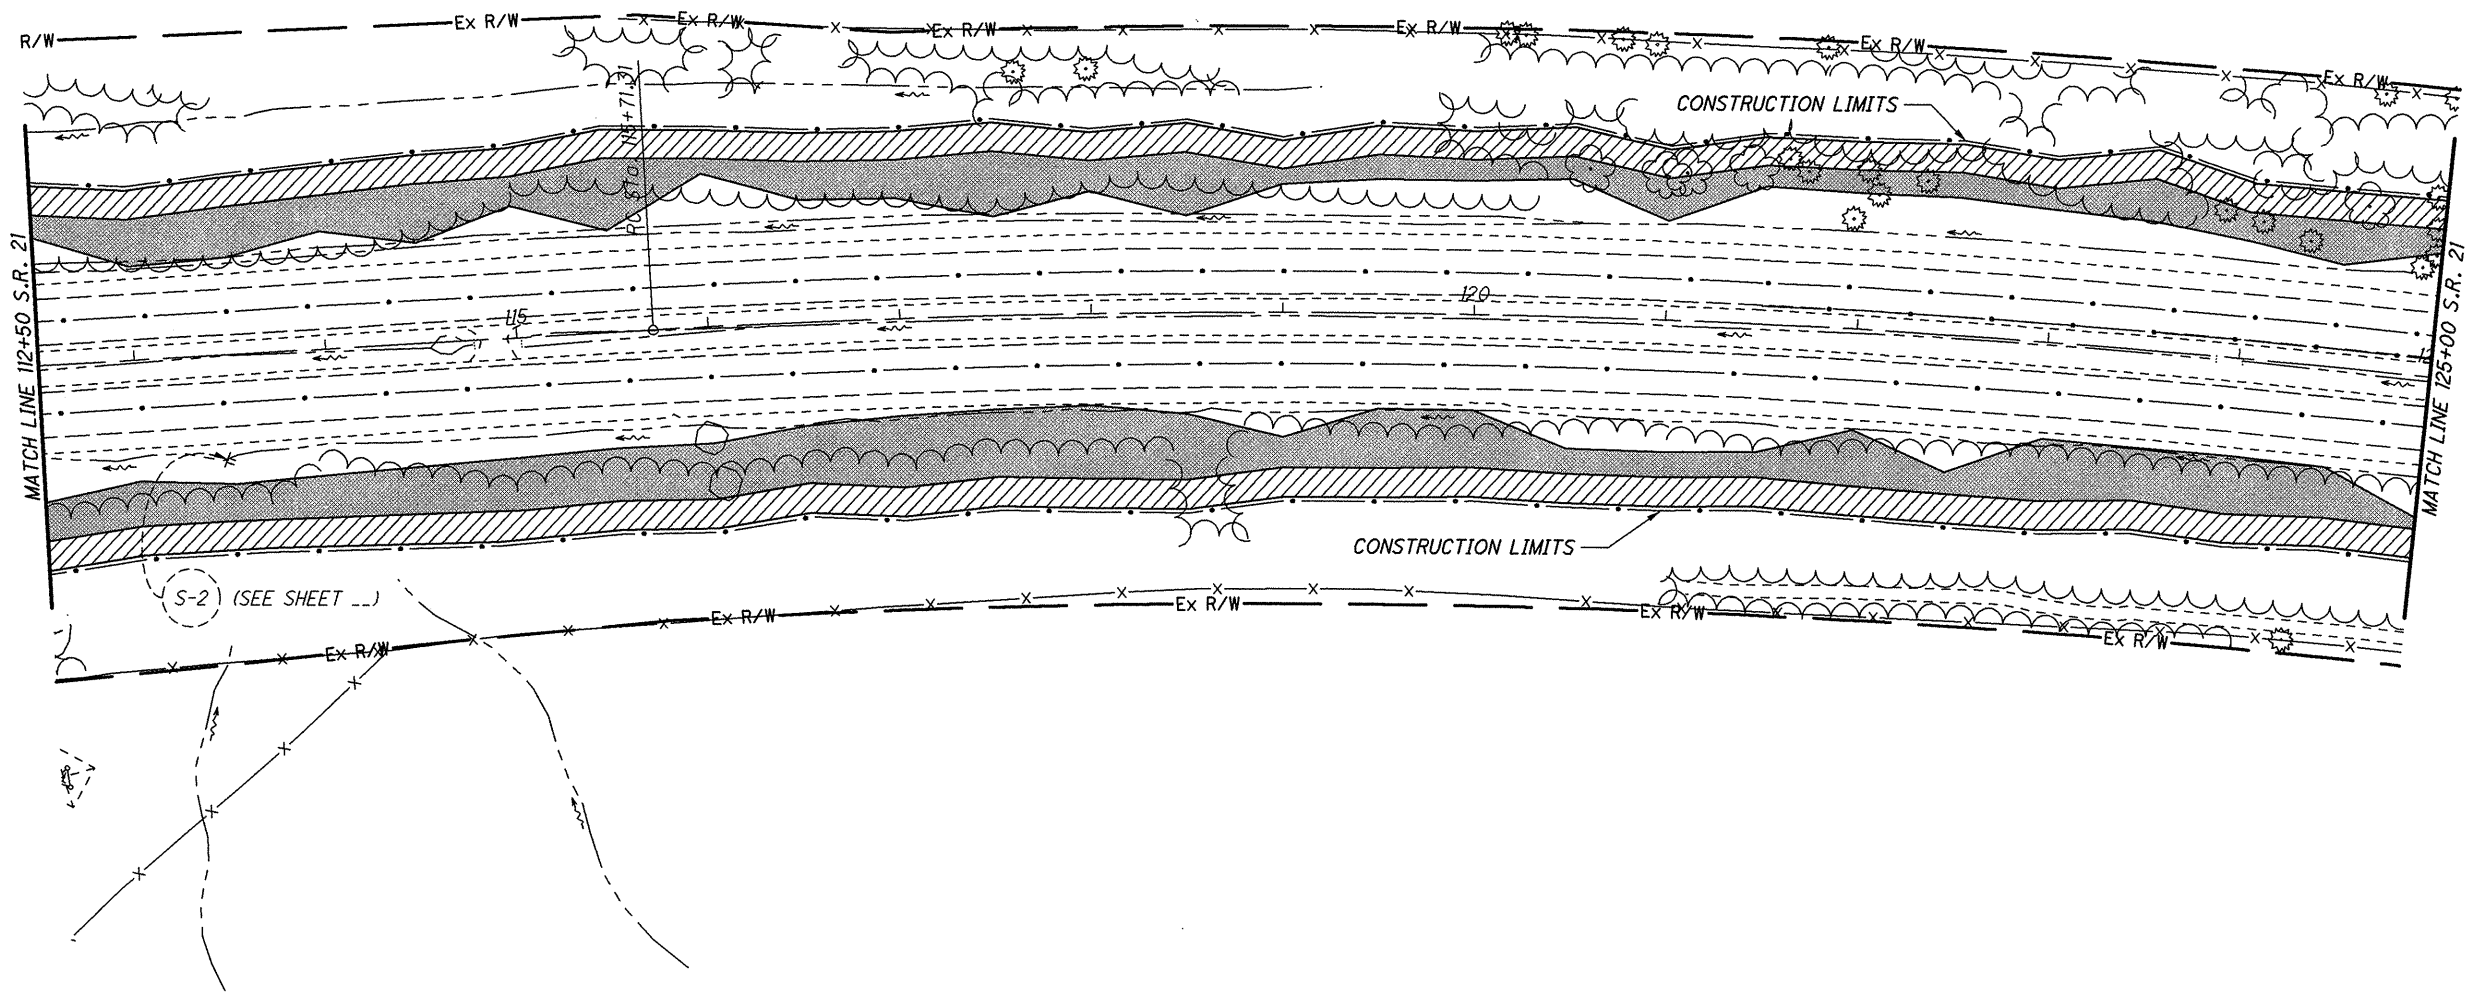 R/W
Ex R/W
Ex R/W
Ex R/W
Ex R/W
Ex R/W
Ex R/W
CONSTRUCTION LIMITS
115+71.31
MATCH LINE 112+50 S.R. 21
115
120
MATCH LINE 125+00 S.R. 21
CONSTRUCTION LIMITS
S-2 (SEE SHEET __)
Ex R/W
Ex R/W
Ex R/W
Ex R/W
Ex R/W